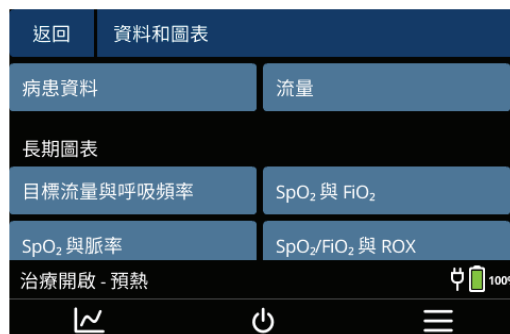 返回 資料和圖表
病患資料 流量
長期圖表
目標流量與呼吸頻率 SpO₂ 與 FiO₂
SpO₂ 與脈率 SpO₂/FiO₂ 與 ROX
治療開啟 - 預熱 100%